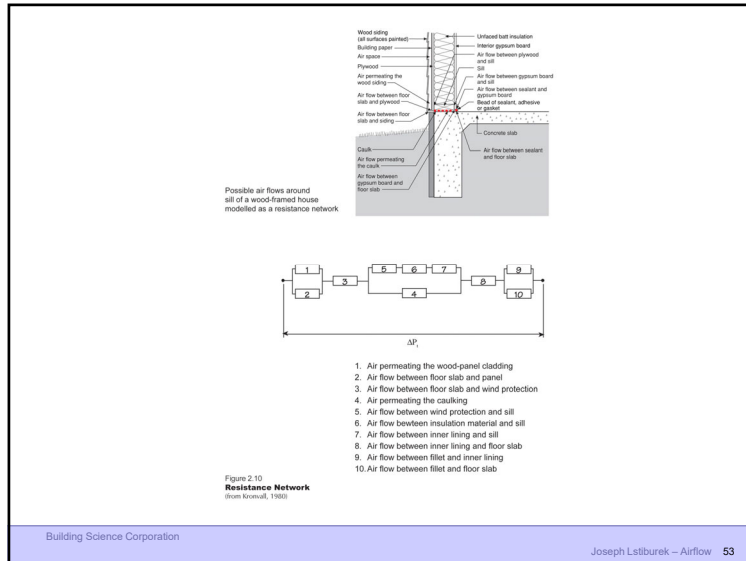 Wood siding
(all surfaces painted)
Building paper
Air space
Plywood
Air permeating the
wood siding
Air flow between floor
slab and plywood
Air flow between floor
slab and siding
Caulk
Air flow permeating
the caulk
Air flow between
gypsum board and
floor slab
Unfaced batt insulation
Interior gypsum board
Air flow between plywood
and sill
Sill
Air flow between gypsum board
and sill
Air flow between sealant and
gypsum board
Bead of sealant, adhesive
or gasket
Concrete slab
Air flow between sealant
and floor slab
Possible air flows around
sill of a wood-framed house
modelled as a resistance network
1
2
3
5
6
7
4
8
9
10
ΔPₜ
1. Air permeating the wood-panel cladding
2. Air flow between floor slab and panel
3. Air flow between floor slab and wind protection
4. Air permeating the caulking
5. Air flow between wind protection and sill
6. Air flow bewteen insulation material and sill
7. Air flow between inner lining and sill
8. Air flow between inner lining and floor slab
9. Air flow between fillet and inner lining
10. Air flow between fillet and floor slab
Figure 2.10
Resistance Network
(from Kronvall, 1980)
Building Science Corporation
Joseph Lstiburek – Airflow 53